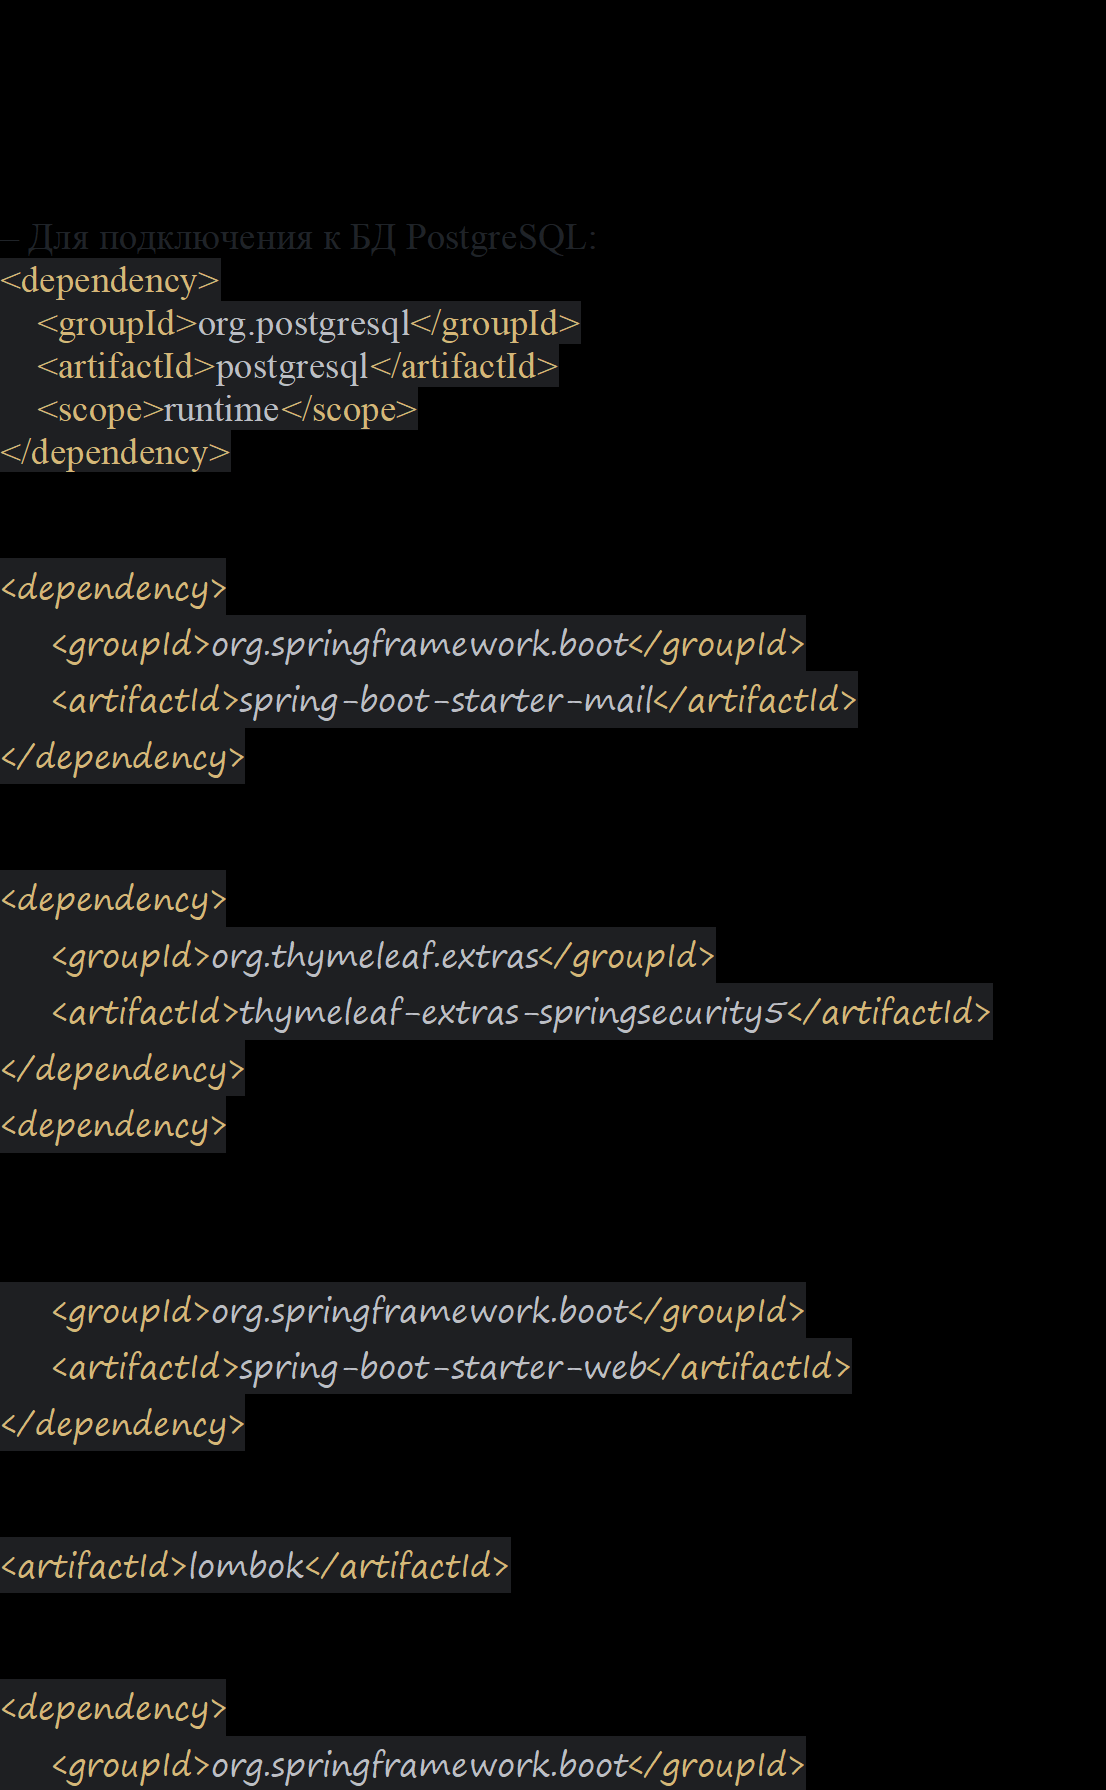 – Для подключения к БД PostgreSQL:
<dependency>
    <groupId>org.postgresql</groupId>
    <artifactId>postgresql</artifactId>
    <scope>runtime</scope>
</dependency>
<dependency>
    <groupId>org.springframework.boot</groupId>
    <artifactId>spring-boot-starter-mail</artifactId>
</dependency>
<dependency>
    <groupId>org.thymeleaf.extras</groupId>
    <artifactId>thymeleaf-extras-springsecurity5</artifactId>
</dependency>
<dependency>
    <groupId>org.springframework.boot</groupId>
    <artifactId>spring-boot-starter-web</artifactId>
</dependency>
<artifactId>lombok</artifactId>
<dependency>
    <groupId>org.springframework.boot</groupId>